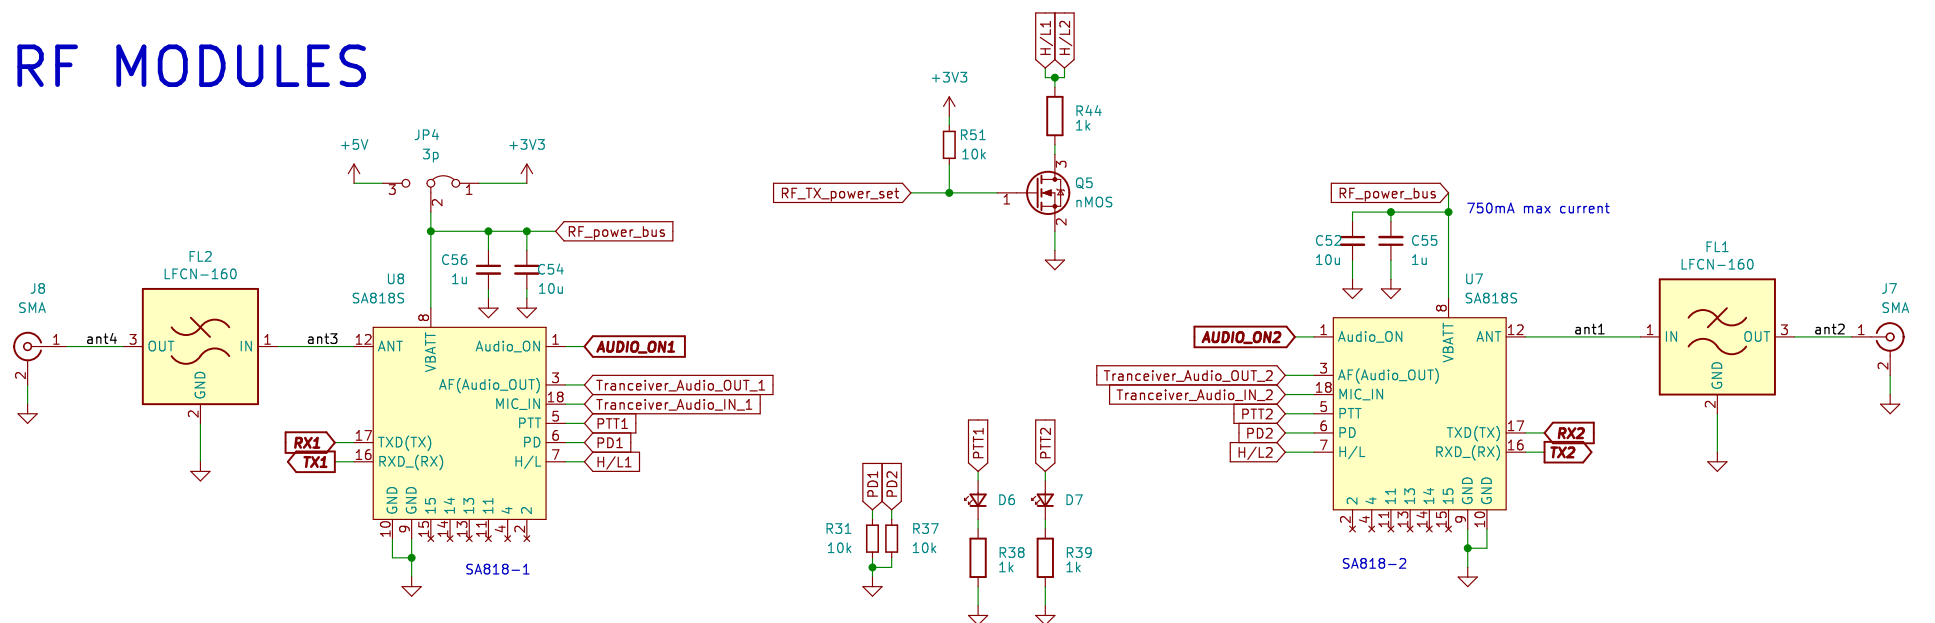 RF MODULES
H/L1
H/L2
+3V3
R44
1k
R51
10k
3
RF_TX_power_set
1
Q5
nMOS
2
+5V
JP4
3p
+3V3
3
1
2
RF_power_bus
C56
1u
C54
10u
U8
SA818S
8
FL2
LFCN-160
J8
SMA
1
2
ant4
3
OUT
IN
1
GND
2
ant3
12
ANT
VBATT
Audio_ON
1
AUDIO_ON1
AF(Audio_OUT)
3
Tranceiver_Audio_OUT_1
MIC_IN
18
Tranceiver_Audio_IN_1
PTT
5
PTT1
RX1
17
TXD(TX)
PD
6
PD1
TX1
16
RXD_(RX)
H/L
7
H/L1
GND
GND
15
14
13
11
4
2
10
9
15
14
13
11
4
2
SA818-1
PD1
PD2
R31
10k
R37
10k
PTT1
PTT2
D6
D7
R38
1k
R39
1k
RF_power_bus
750mA max current
C52
10u
C55
1u
U7
SA818S
8
AUDIO_ON2
1
Audio_ON
VBATT
ANT
12
ant1
Tranceiver_Audio_OUT_2
3
AF(Audio_OUT)
Tranceiver_Audio_IN_2
18
MIC_IN
PTT2
5
PTT
PD2
6
PD
TXD(TX)
17
RX2
H/L2
7
H/L
RXD_(RX)
16
TX2
2
4
11
13
14
15
GND
GND
2
4
11
13
14
15
9
10
SA818-2
FL1
LFCN-160
1
IN
OUT
3
GND
2
ant2
J7
SMA
1
2